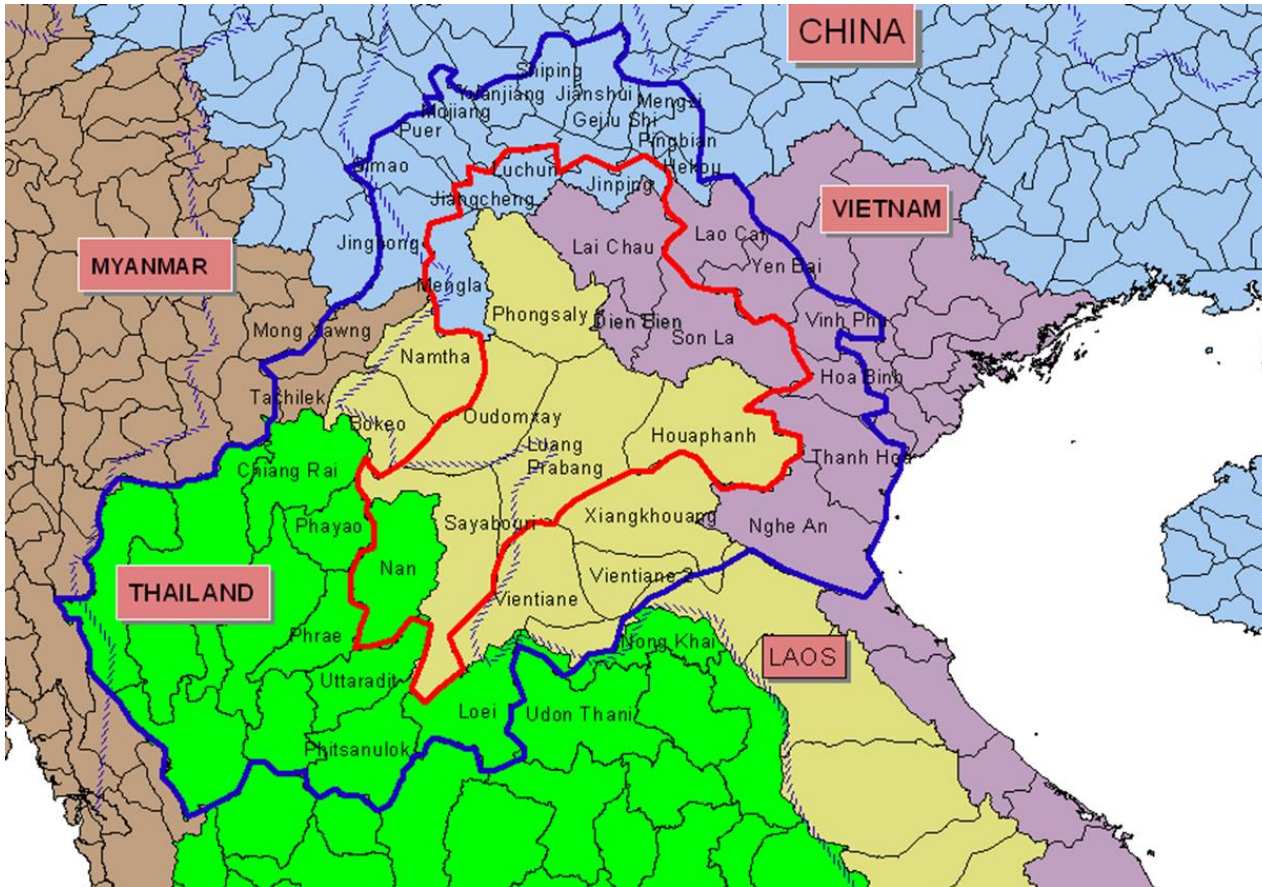 CHINA
Shiping
Yuanjiang
Jianshui
Mengzi
Mojiang
Gejiu Shi
Puer
Pingbian
Simao
Luchun
Hekou
Jinping
Jiangcheng
VIETNAM
Jinghong
Lai Chau
Lao Cai
MYANMAR
Yen Bai
Mengla
Phongsaly
Dien Bien
Vinh Phu
Mong Yawng
Son La
Namtha
Hoa Binh
Tachilek
Bokeo
Oudomxay
Houaphanh
Luang
Prabang
Chiang Rai
Thanh Hoa
Phayao
Sayabouri
Xiangkhouang
Nghe An
Nan
Vientiane 2
THAILAND
Vientiane
Phrae
Nong Khai
LAOS
Uttaradit
Loei
Udon Thani
Phitsanulok